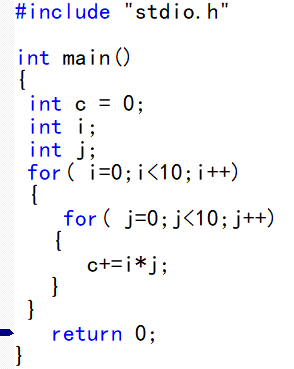 #include "stdio.h"
int main()
{
int c = 0;
int i;
int j;
for( i=0;i<10;i++)
{
for( j=0;j<10;j++)
{
c+=i*j;
}
}
return 0;
}